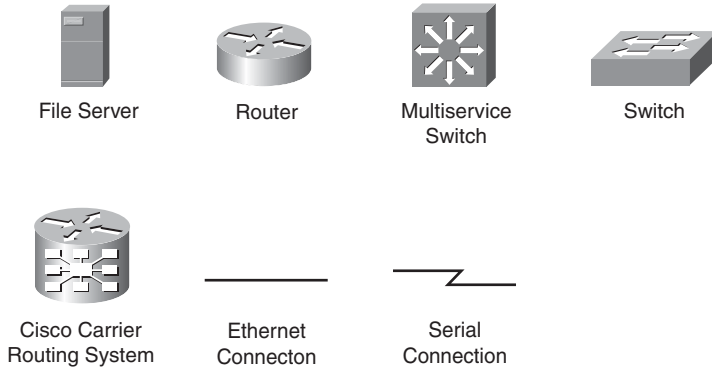 File Server
Router
Multiservice
Switch
Switch
Cisco Carrier
Routing System
Ethernet
Connecton
Serial
Connection